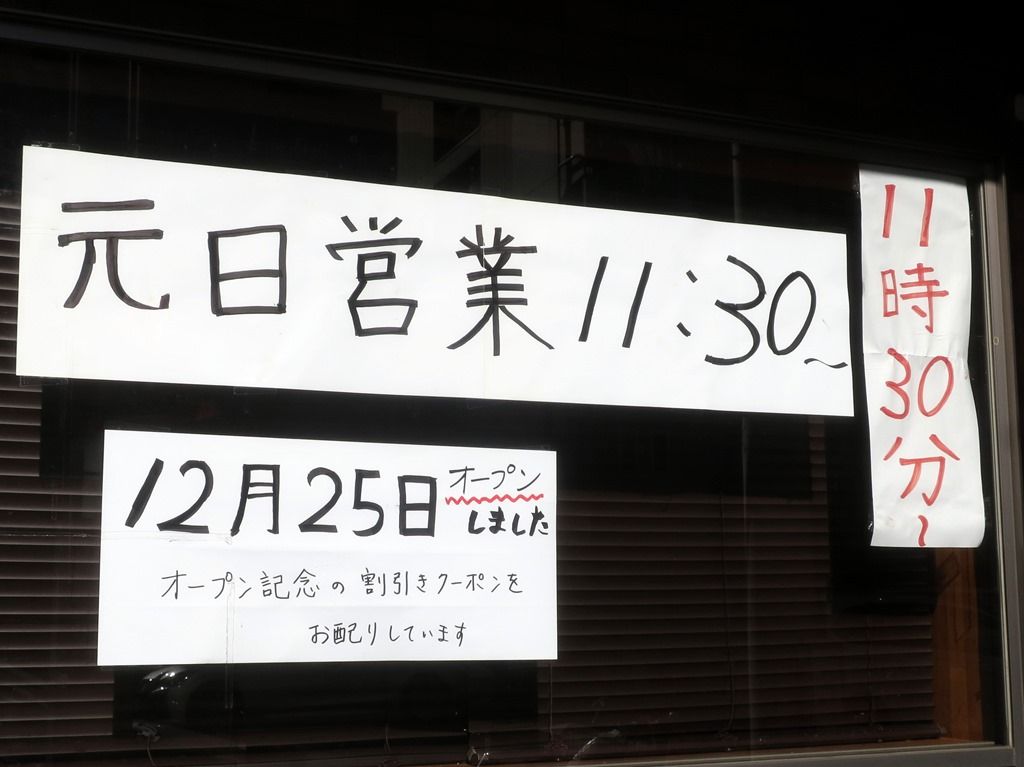 元日営業11:30~
11時30分~
12月25日オープン
しました
オープン記念の割引きクーポンを
お配りしています